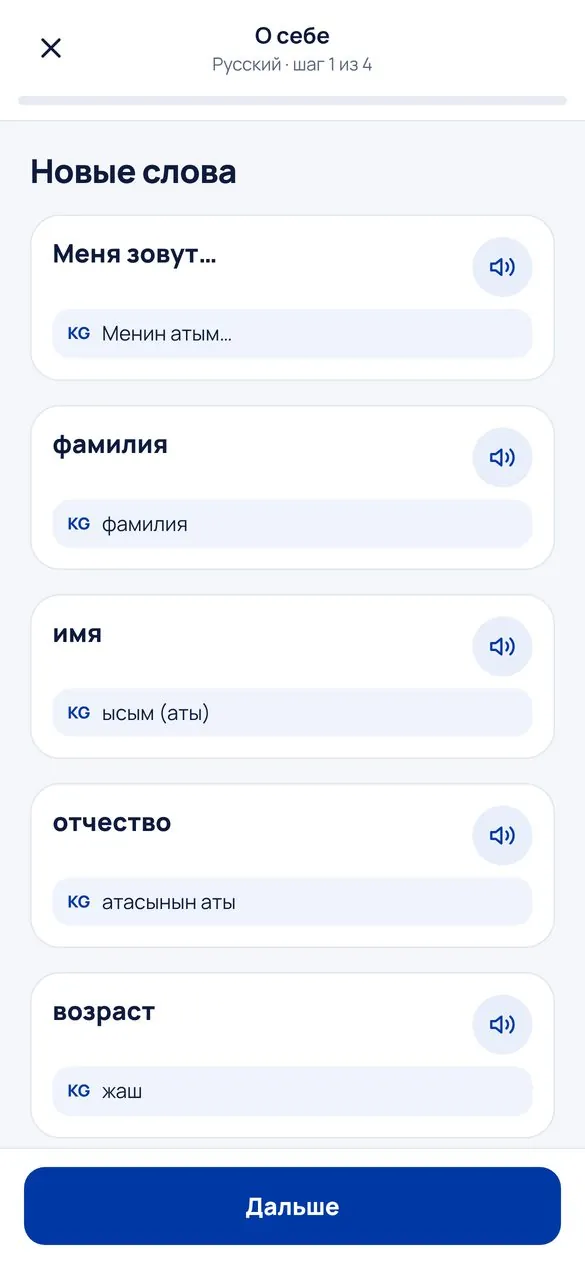 О себе
Русский · шаг 1 из 4
Новые слова
Меня зовут...
KG Менин атым...
фамилия
KG фамилия
имя
KG ысым (аты)
отчество
KG атасынын аты
возраст
KG жаш
Дальше